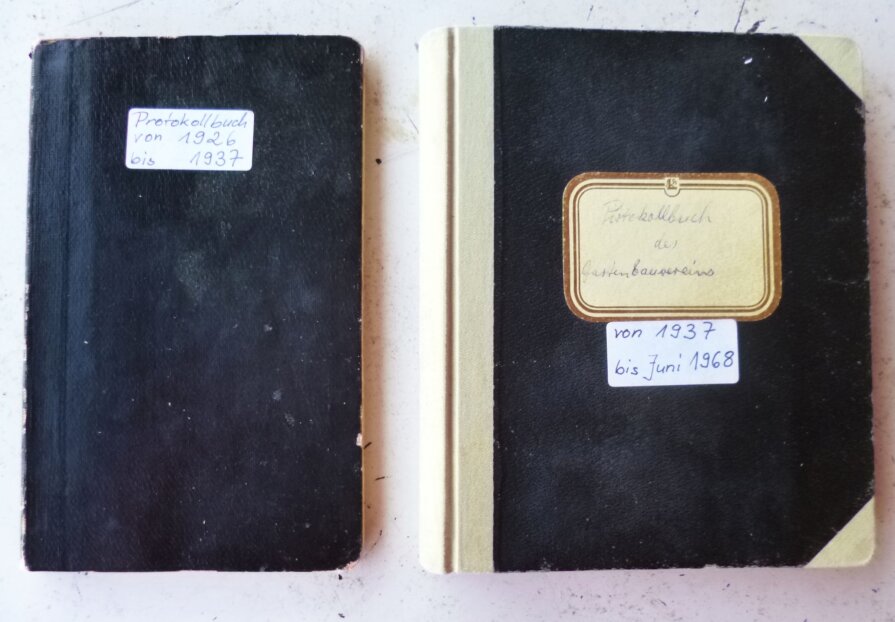 Protokollbuch
von 1926
bis 1937
Protokollbuch
des
Gartenbauvereins
von 1937
bis Juni 1968